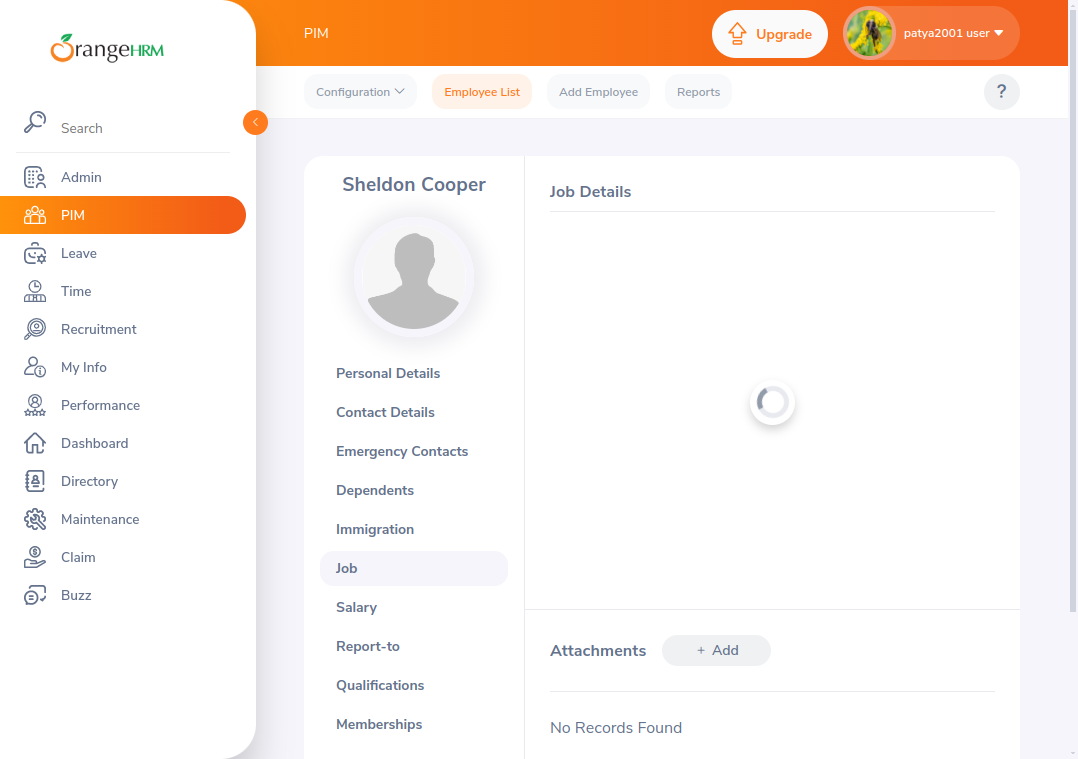 OrangeHRM
PIM
Upgrade
patya2001 user
Configuration
Employee List
Add Employee
Reports
?
Search
Admin
PIM
Leave
Time
Recruitment
My Info
Performance
Dashboard
Directory
Maintenance
Claim
Buzz
Sheldon Cooper
Personal Details
Contact Details
Emergency Contacts
Dependents
Immigration
Job
Salary
Report-to
Qualifications
Memberships
Job Details
Attachments
+ Add
No Records Found